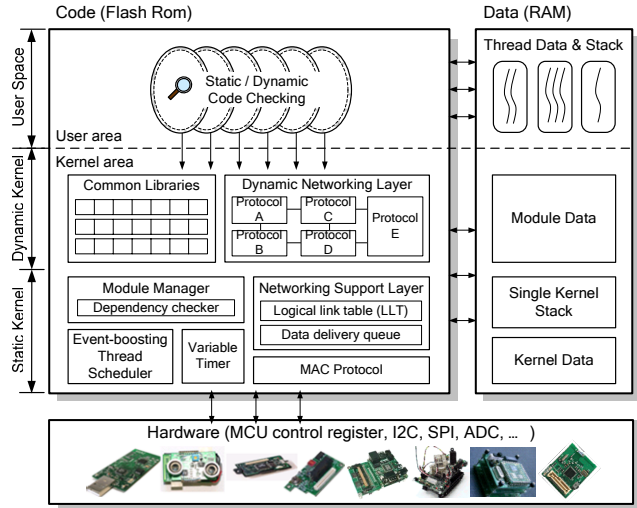 Code (Flash Rom)
Data (RAM)
User Space
Static / Dynamic
Code Checking
User area
Thread Data & Stack
Dynamic Kernel
Kernel area
Common Libraries
Dynamic Networking Layer
Protocol
A
Protocol
C
Protocol
E
Protocol
B
Protocol
D
Module Data
Static Kernel
Module Manager
Dependency checker
Networking Support Layer
Logical link table (LLT)
Data delivery queue
Single Kernel
Stack
Event-boosting
Thread
Scheduler
Variable
Timer
MAC Protocol
Kernel Data
Hardware (MCU control register, I2C, SPI, ADC, ... )